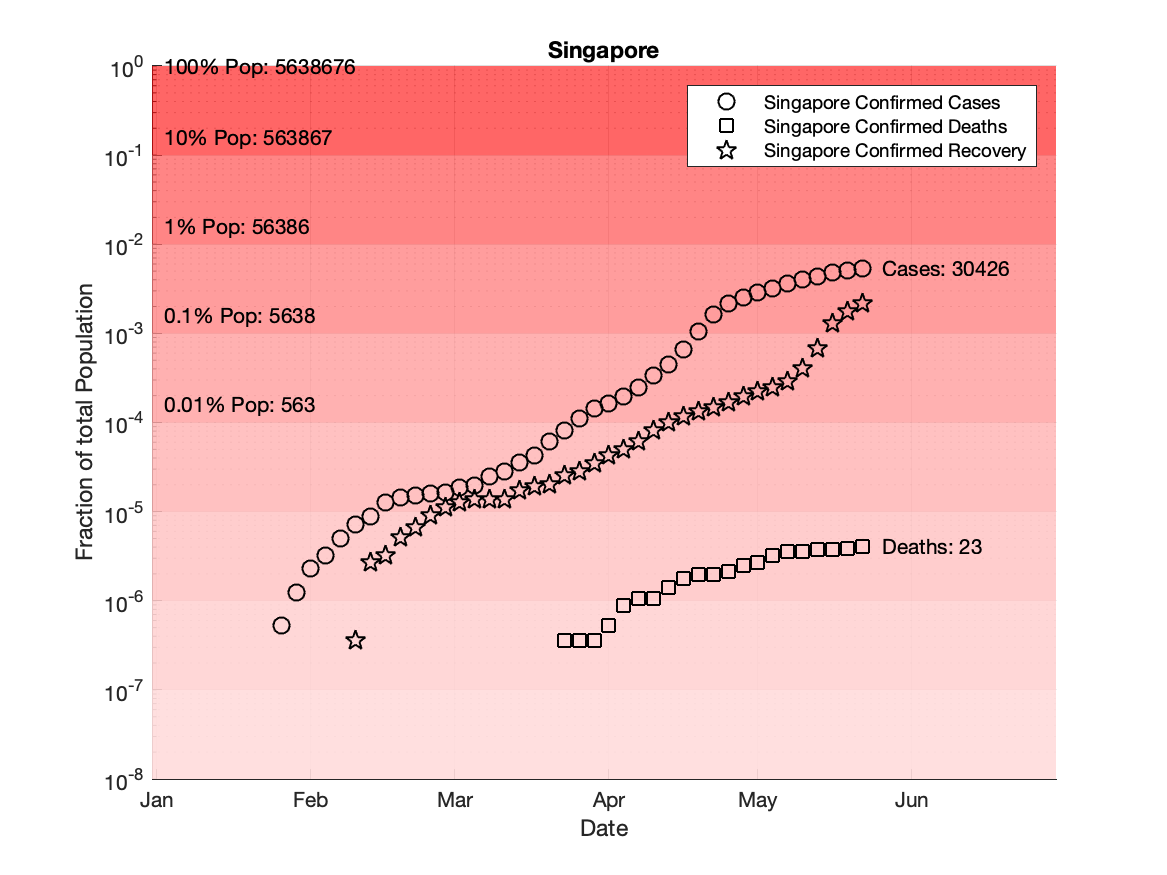 Singapore
10^0
100% Pop: 5638676
Singapore Confirmed Cases
Singapore Confirmed Deaths
Singapore Confirmed Recovery
10% Pop: 563867
10^-1
1% Pop: 56386
10^-2
Cases: 30426
0.1% Pop: 5638
10^-3
0.01% Pop: 563
10^-4
10^-5
Deaths: 23
10^-6
10^-7
10^-8
Fraction of total Population
Jan Feb Mar Apr May Jun
Date